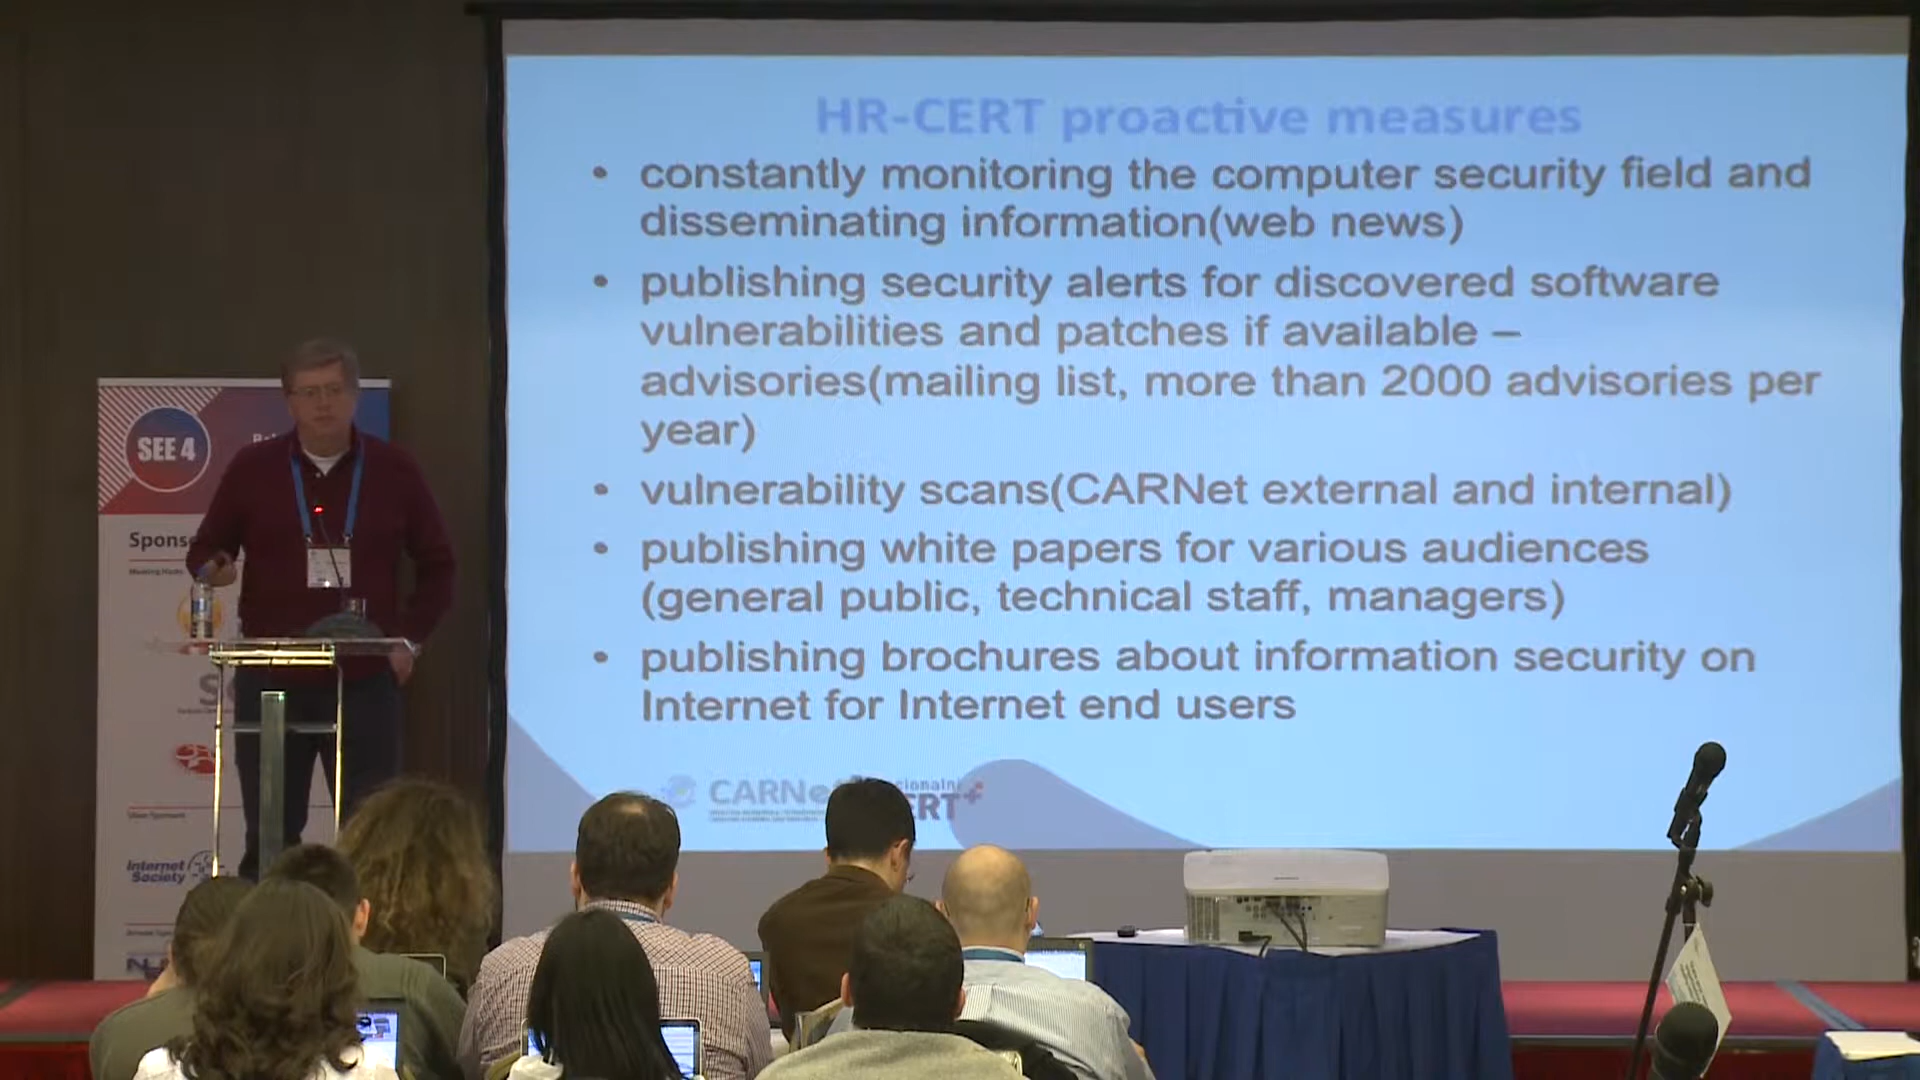 HR-CERT proactive measures
• constantly monitoring the computer security field and
disseminating information(web news)
• publishing security alerts for discovered software
vulnerabilities and patches if available –
advisories(mailing list, more than 2000 advisories per
year)
• vulnerability scans(CARNet external and internal)
• publishing white papers for various audiences
(general public, technical staff, managers)
• publishing brochures about information security on
Internet for Internet end users
CARNe
SEE 4
Spons
Internet
Society